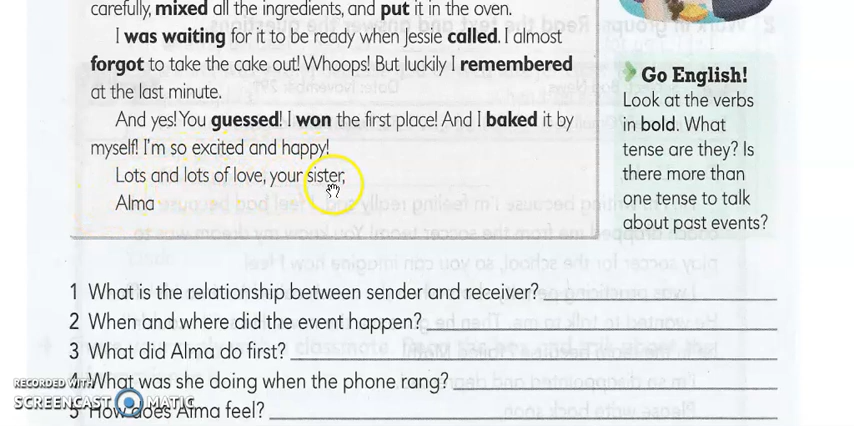 carefully, mixed all the ingredients, and put it in the oven.
I was waiting for it to be ready when Jessie called. I almost
forgot to take the cake out! Whoops! But luckily I remembered
at the last minute.
And yes! You guessed! I won the first place! And I baked it by
myself! I'm so excited and happy!
Lots and lots of love, your sister,
Alma
Go English!
Look at the verbs
in bold. What
tense are they? Is
there more than
one tense to talk
about past events?
1 What is the relationship between sender and receiver?
2 When and where did the event happen?
3 What did Alma do first?
4 What was she doing when the phone rang?
5 How does Alma feel?
RECORDED WITH
SCREENCAST MATIC